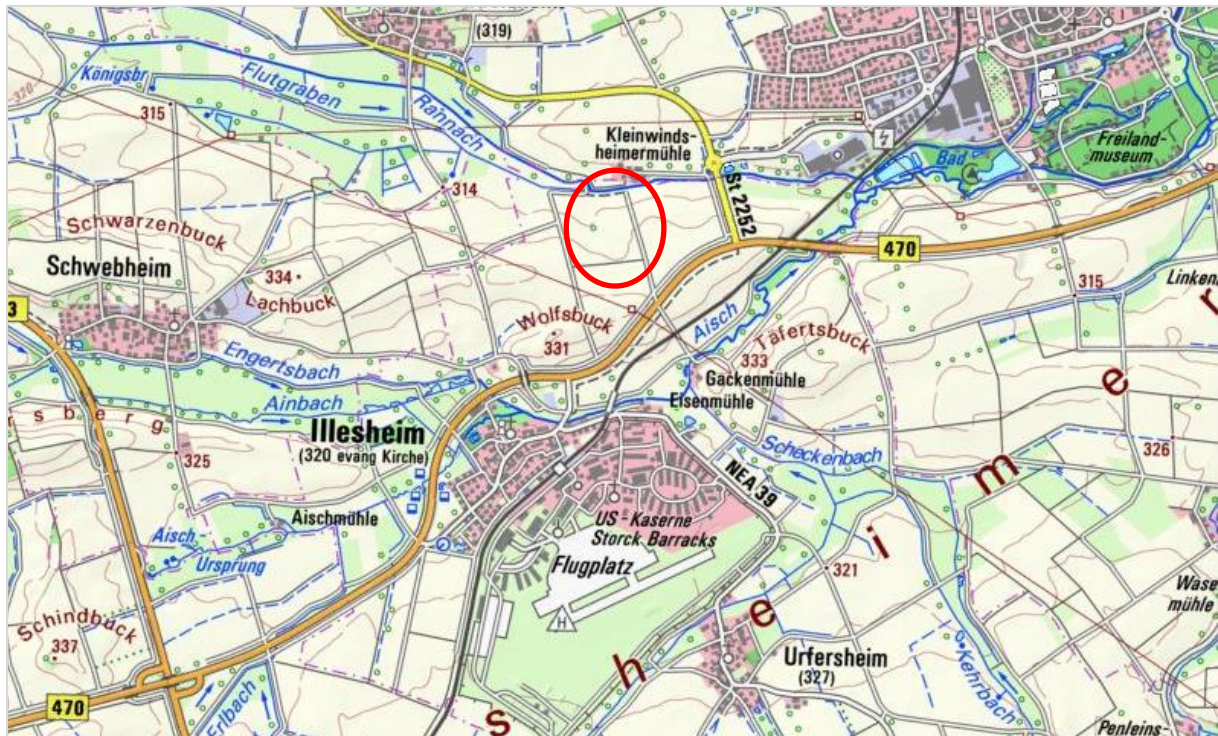 (319)
320
Königsbr
Flutgraben
Rannach
315
314
Kleinwinds-
heimermühle
St 2252
Bad
Freiland-
museum
470
315
Linken
Schwarzenbuck
Schwebheim
334
Lachbuck
3
Wolfsbuck
331
Aisch
Täfertsbuck
333
Gackenmühle
Eisenmühle
Engertsbach
Ainbach
rsberg
Illesheim
(320 evang Kirche)
325
Scheckenbach
NEA 39
326
Aischmühle
Aisch-
Ursprung
US-Kaserne
Storck Barracks
Flugplatz
H
321
Wase
mühle
Schindbuck
337
Urfersheim
(327)
Kehrbach
470
Erlbach
Penleins-
s h e i m e r